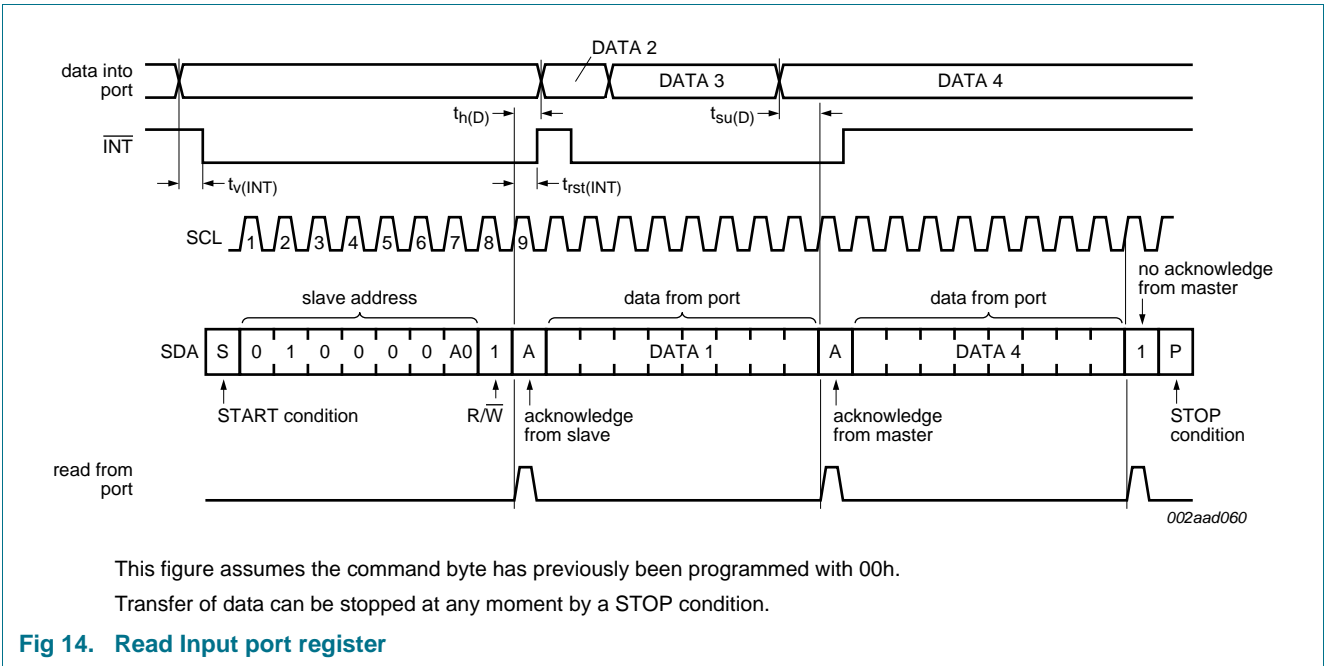 DATA 2
data into
port
DATA 3
DATA 4
th(D)
tsu(D)
INT
tv(INT)
trst(INT)
SCL
1 2 3 4 5 6 7 8 9
no acknowledge
from master
slave address
data from port
data from port
SDA S 0 1 0 0 0 0 A0 1 A DATA 1 A DATA 4 1 P
START condition
R/W
acknowledge
from slave
acknowledge
from master
STOP
condition
read from
port
002aad060
This figure assumes the command byte has previously been programmed with 00h.
Transfer of data can be stopped at any moment by a STOP condition.
Fig 14. Read Input port register